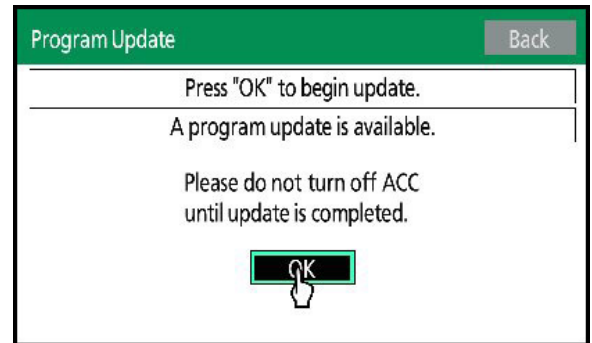 Program Update
Back
Press "OK" to begin update.
A program update is available.
Please do not turn off ACC
until update is completed.
OK